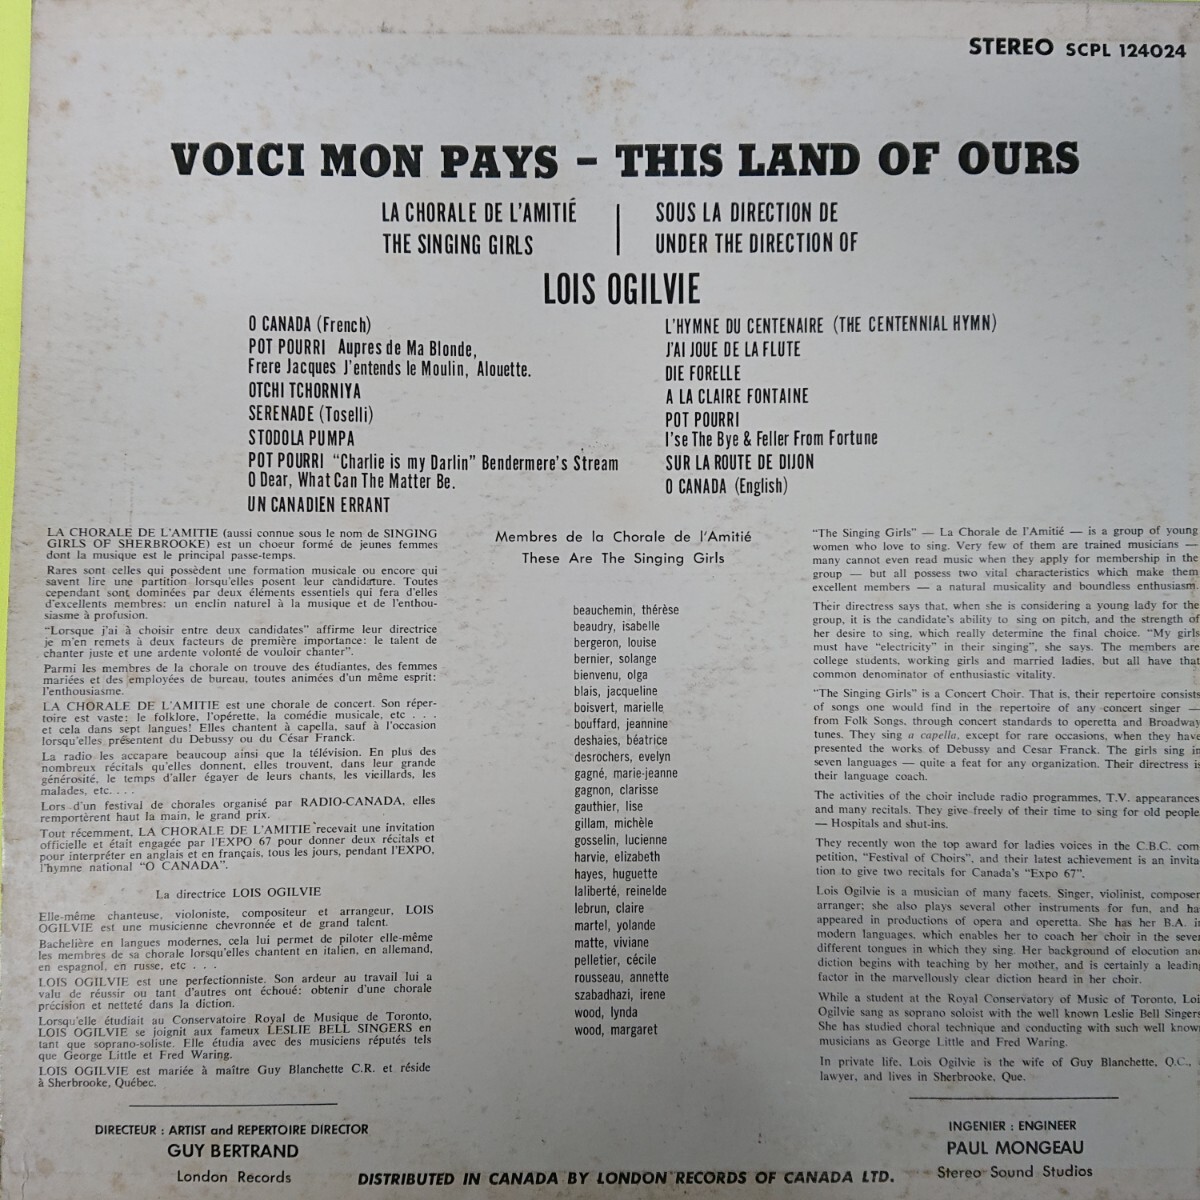 STEREO SCPL 124024
VOICI MON PAYS – THIS LAND OF OURS
LA CHORALE DE L'AMITIÉ
THE SINGING GIRLS
SOUS LA DIRECTION DE
UNDER THE DIRECTION OF
LOIS OGILVIE
O CANADA (French)
POT POURRI Aupres de Ma Blonde,
Frere Jacques J'entends le Moulin, Alouette.
OTCHI TCHORNIYA
SERENADE (Toselli)
STODOLA PUMPA
POT POURRI "Charlie is my Darlin" Bendermere's Stream
O Dear, What Can The Matter Be.
UN CANADIEN ERRANT
L'HYMNE DU CENTENAIRE (THE CENTENNIAL HYMN)
J'AI JOUE DE LA FLUTE
DIE FORELLE
A LA CLAIRE FONTAINE
POT POURRI
I'se The Bye & Feller From Fortune
SUR LA ROUTE DE DIJON
O CANADA (English)
LA CHORALE DE L'AMITIE (aussi connue sous le nom de SINGING
GIRLS OF SHERBROOKE) est un choeur formé de jeunes femmes
dont la musique est le principal passe-temps.
Rares sont celles qui possèdent une formation musicale ou encore qui
savent lire une partition lorsqu'elles posent leur candidature. Toutes
cependant sont dominées par deux éléments essentiels qui fera d'elles
d'excellents membres: un enclin naturel à la musique et de l'enthou-
siasme à profusion.
"Lorsque j'ai à choisir entre deux candidates" affirme leur directrice
je m'en remets à deux facteurs de première importance: le talent de
chanter juste et une ardente volonté de vouloir chanter".
Parmi les membres de la chorale on trouve des étudiantes, des femmes
mariées et des employées de bureau, toutes animées d'un même esprit:
l'enthousiasme.
LA CHORALE DE L'AMITIE est une chorale de concert. Son réper-
toire est vaste: le folklore, l'opérette, la comédie musicale, etc . . .
et cela dans sept langues! Elles chantent à capella, sauf à l'occasion
lorsqu'elles présentent du Debussy ou du César Franck.
La radio les accapare beaucoup ainsi que la télévision. En plus des
nombreux récitals qu'elles donnent, elles trouvent, dans leur grande
générosité, le temps d'aller égayer de leurs chants, les vieillards, les
malades, etc. . . .
Lors d'un festival de chorales organisé par RADIO-CANADA, elles
remportèrent haut la main, le grand prix.
Tout récemment, LA CHORALE DE L'AMITIE recevait une invitation
officielle et était engagée par l'EXPO 67 pour donner deux récitals et
pour interpréter en anglais et en français, tous les jours, pendant l'EXPO,
l'hymne national "O CANADA".
La directrice LOIS OGILVIE
Elle-même chanteuse, violoniste, compositeur et arrangeur, LOIS
OGILVIE est une musicienne chevronnée et de grand talent.
Bachelière en langues modernes, cela lui permet de piloter elle-même
les membres de sa chorale lorsqu'elles chantent en italien, en allemand,
en espagnol, en russe, etc . . .
LOIS OGILVIE est une perfectionniste. Son ardeur au travail lui a
valu de réussir ou tant d'autres ont échoué: obtenir d'une chorale
précision et netteté dans la diction.
Lorsqu'elle étudiait au Conservatoire Royal de Musique de Toronto,
LOIS OGILVIE se joignit aux fameux LESLIE BELL SINGERS en
tant que soprano-soliste. Elle étudia avec des musiciens réputés tels
que George Little et Fred Waring.
LOIS OGILVIE est mariée à maître Guy Blanchette C.R. et réside
à Sherbrooke, Québec.
Membres de la Chorale de l'Amitié
These Are The Singing Girls
beauchemin, thérèse
beaudry, isabelle
bergeron, louise
bernier, solange
bienvenu, olga
blais, jacqueline
boisvert, marielle
bouffard, jeannine
deshaies, béatrice
desrochers, evelyn
gagné, marie-jeanne
gagnon, clarisse
gauthier, lise
gillam, michèle
gosselin, lucienne
harvie, elizabeth
hayes, huguette
laliberté, reinelde
lebrun, claire
martel, yolande
matte, viviane
pelletier, cécile
rousseau, annette
szabadhazi, irene
wood, lynda
wood, margaret
"The Singing Girls" — La Chorale de l'Amitié — is a group of young
women who love to sing. Very few of them are trained musicians —
many cannot even read music when they apply for membership in the
group — but all possess two vital characteristics which make them
excellent members — a natural musicality and boundless enthusiasm.
Their directress says that, when she is considering a young lady for the
group, it is the candidate's ability to sing on pitch, and the strength of
her desire to sing, which really determine the final choice. "My girls
must have "electricity" in their singing", she says. The members are
college students, working girls and married ladies, but all have that
common denominator of enthusiastic vitality.
"The Singing Girls" is a Concert Choir. That is, their repertoire consists
of songs one would find in the repertoire of any concert singer —
from Folk Songs, through concert standards to operetta and Broadway
tunes. They sing a capella, except for rare occasions, when they have
presented the works of Debussy and Cesar Franck. The girls sing in
seven languages — quite a feat for any organization. Their directress is
their language coach.
The activities of the choir include radio programmes, T.V. appearances
and many recitals. They give freely of their time to sing for old people
— Hospitals and shut-ins.
They recently won the top award for ladies voices in the C.B.C. com-
petition, "Festival of Choirs", and their latest achievement is an invita-
tion to give two recitals for Canada's "Expo 67".
Lois Ogilvie is a musician of many facets. Singer, violinist, composer
arranger; she also plays several other instruments for fun, and ha
appeared in productions of opera and operetta. She has her B.A. i
modern languages, which enables her to coach her choir in the seve
different tongues in which they sing. Her background of elocution an
diction begins with teaching by her mother, and is certainly a leadin
factor in the marvellously clear diction heard in her choir.
While a student at the Royal Conservatory of Music of Toronto, Loi
Ogilvie sang as soprano soloist with the well known Leslie Bell Singers
She has studied choral technique and conducting with such well known
musicians as George Little and Fred Waring.
In private life, Lois Ogilvie is the wife of Guy Blanchette, Q.C.,
lawyer, and lives in Sherbrooke, Que.
DIRECTEUR : ARTIST and REPERTOIRE DIRECTOR
GUY BERTRAND
London Records
DISTRIBUTED IN CANADA BY LONDON RECORDS OF CANADA LTD.
INGENIER : ENGINEER
PAUL MONGEAU
Stereo Sound Studios